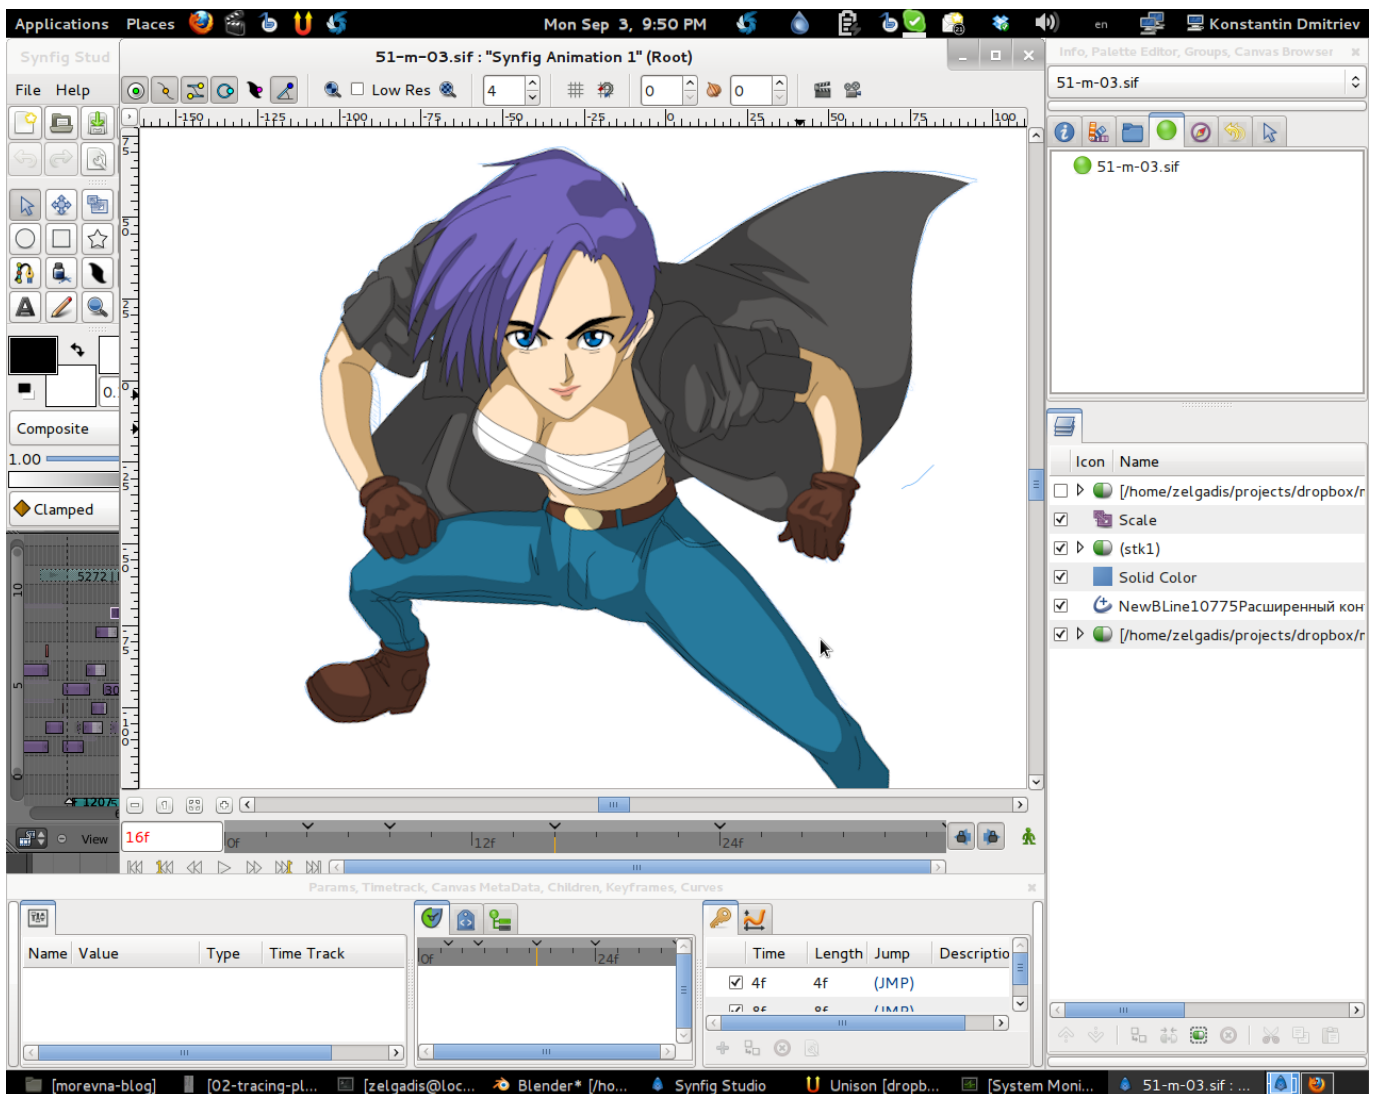 Applications Places Mon Sep 3, 9:50 PM en Konstantin Dmitriev
Synfig Stud
51-m-03.sif : "Synfig Animation 1" (Root)
Info, Palette Editor, Groups, Canvas Browser
File Help
Low Res 4 0 0
51-m-03.sif
-150 -125 -100 -75 -50 -25 0 25 50 75 100
51-m-03.sif
Composite
1.00
Clamped
Icon Name
[/home/zelgadis/projects/dropbox/r
Scale
(stk1)
Solid Color
NewBLine10775Расширенный кон
[/home/zelgadis/projects/dropbox/r
5272
1207
View
16f
0f 12f 24f
Params, Timetrack, Canvas MetaData, Children, Keyframes, Curves
Name Value Type Time Track
0f 24f
Time Length Jump Descriptio
4f 4f (JMP)
8f 8f (JMP)
[morevna-blog] [02-tracing-pl... [zelgadis@loc... Blender* [/ho... Synfig Studio Unison [dropb... [System Moni... 51-m-03.sif : ...